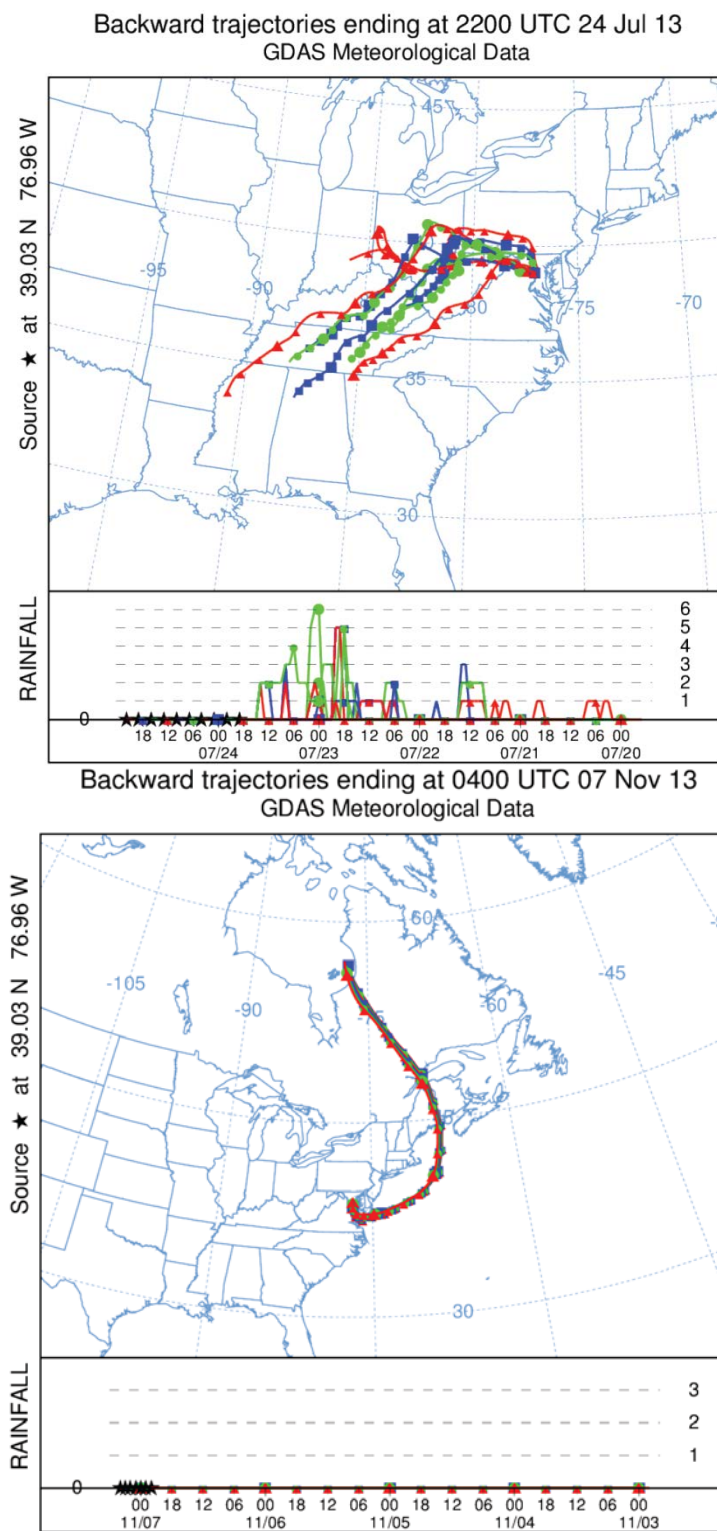 Backward trajectories ending at 2200 UTC 24 Jul 13
GDAS Meteorological Data
Source ★ at 39.03 N 76.96 W
45
-95
-90
-80
-75
-70
35
30
RAINFALL
6
5
4
3
2
1
0
18 12 06 00 18 12 06 00 18 12 06 00 18 12 06 00 18 12 06 00
07/24 07/23 07/22 07/21 07/20
Backward trajectories ending at 0400 UTC 07 Nov 13
GDAS Meteorological Data
Source ★ at 39.03 N 76.96 W
60
-105
-90
-60
-45
30
RAINFALL
3
2
1
0
00 18 12 06 00 18 12 06 00 18 12 06 00 18 12 06 00
11/07 11/06 11/05 11/04 11/03